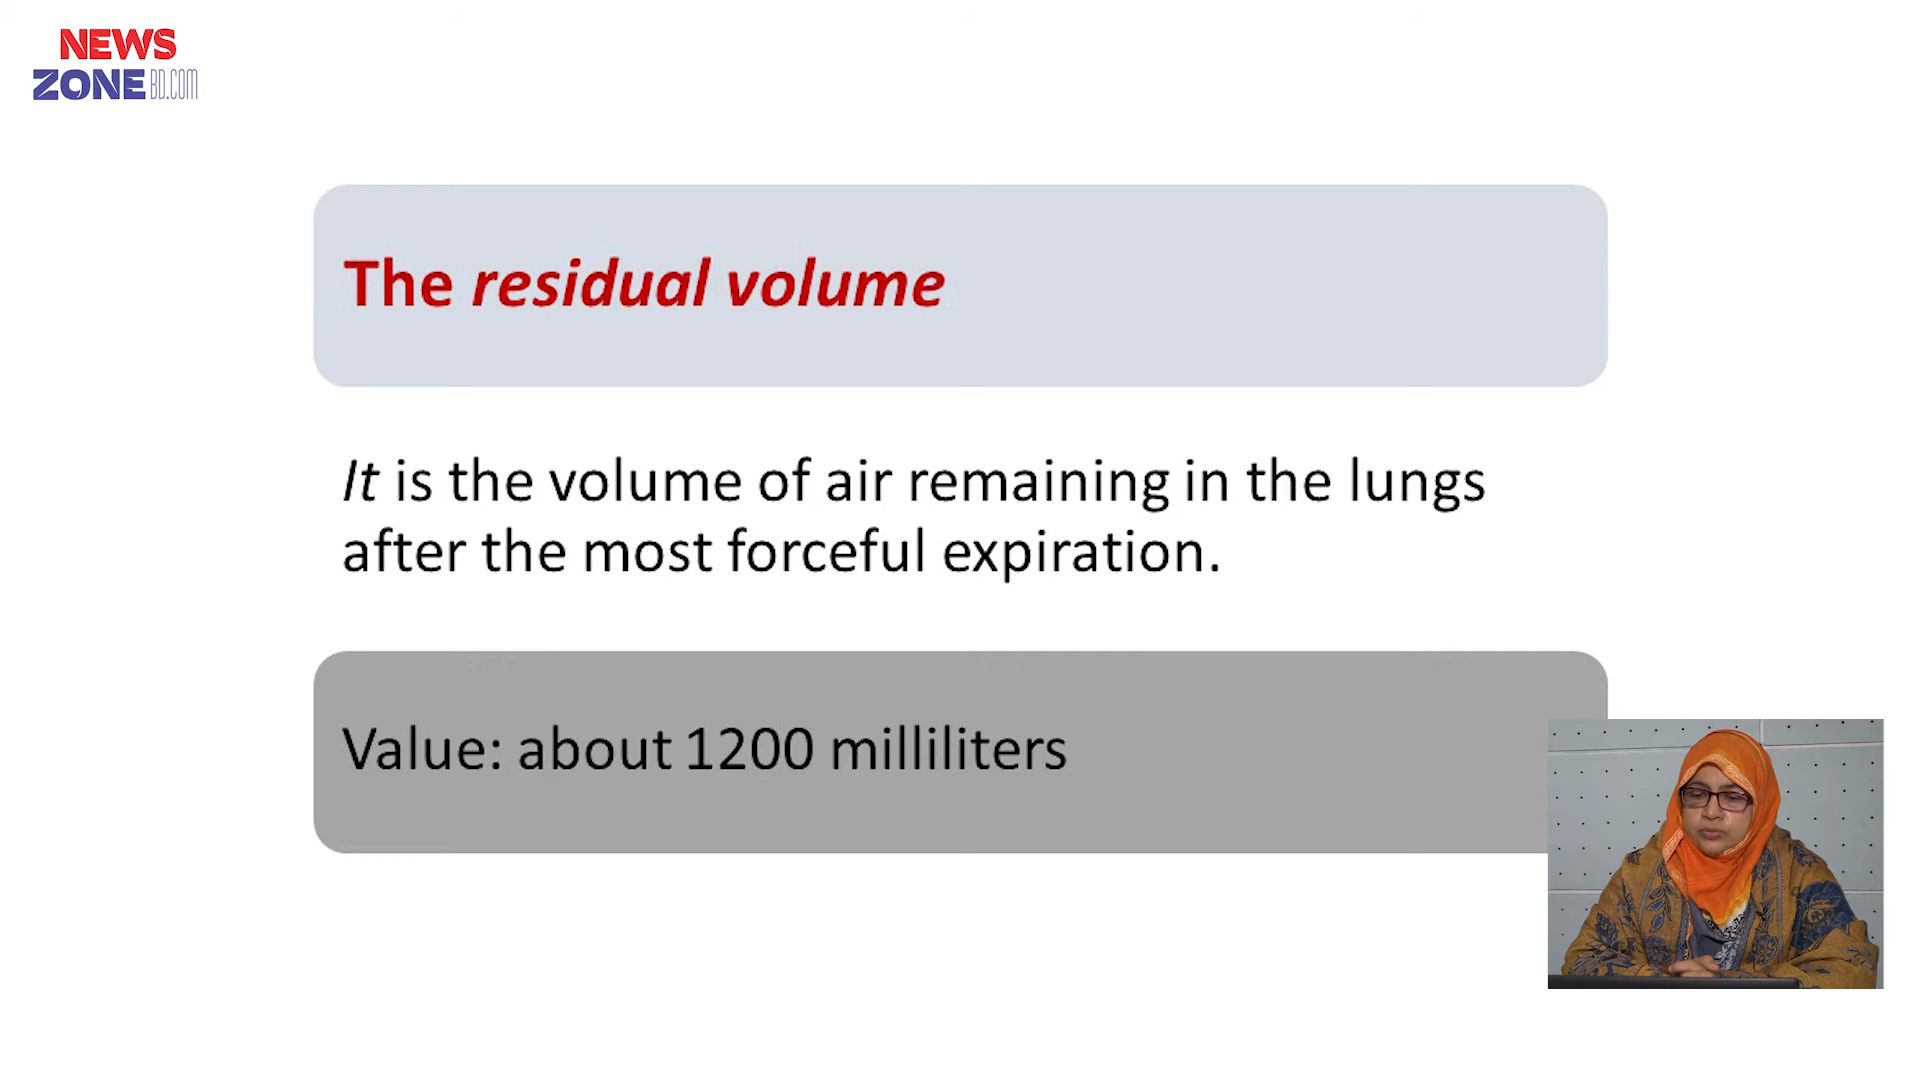 NEWS
ZONE BD.COM
The residual volume
It is the volume of air remaining in the lungs
after the most forceful expiration.
Value: about 1200 milliliters